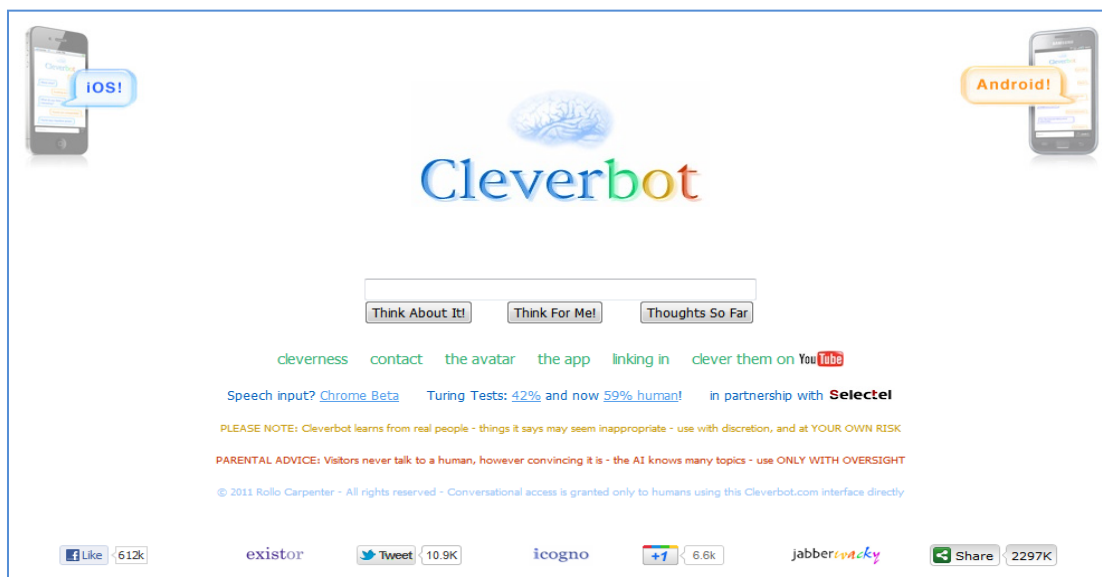 iOS!
Android!
Cleverbot
Think About It! Think For Me! Thoughts So Far
cleverness contact the avatar the app linking in clever them on YouTube
Speech input? Chrome Beta Turing Tests: 42% and now 59% human! in partnership with Selectel
PLEASE NOTE: Cleverbot learns from real people - things it says may seem inappropriate - use with discretion, and at YOUR OWN RISK
PARENTAL ADVICE: Visitors never talk to a human, however convincing it is - the AI knows many topics - use ONLY WITH OVERSIGHT
© 2011 Rollo Carpenter - All rights reserved - Conversational access is granted only to humans using this Cleverbot.com interface directly
Like 612k existor Tweet 10.9K icogno +1 6.6k jabberwacky Share 2297K